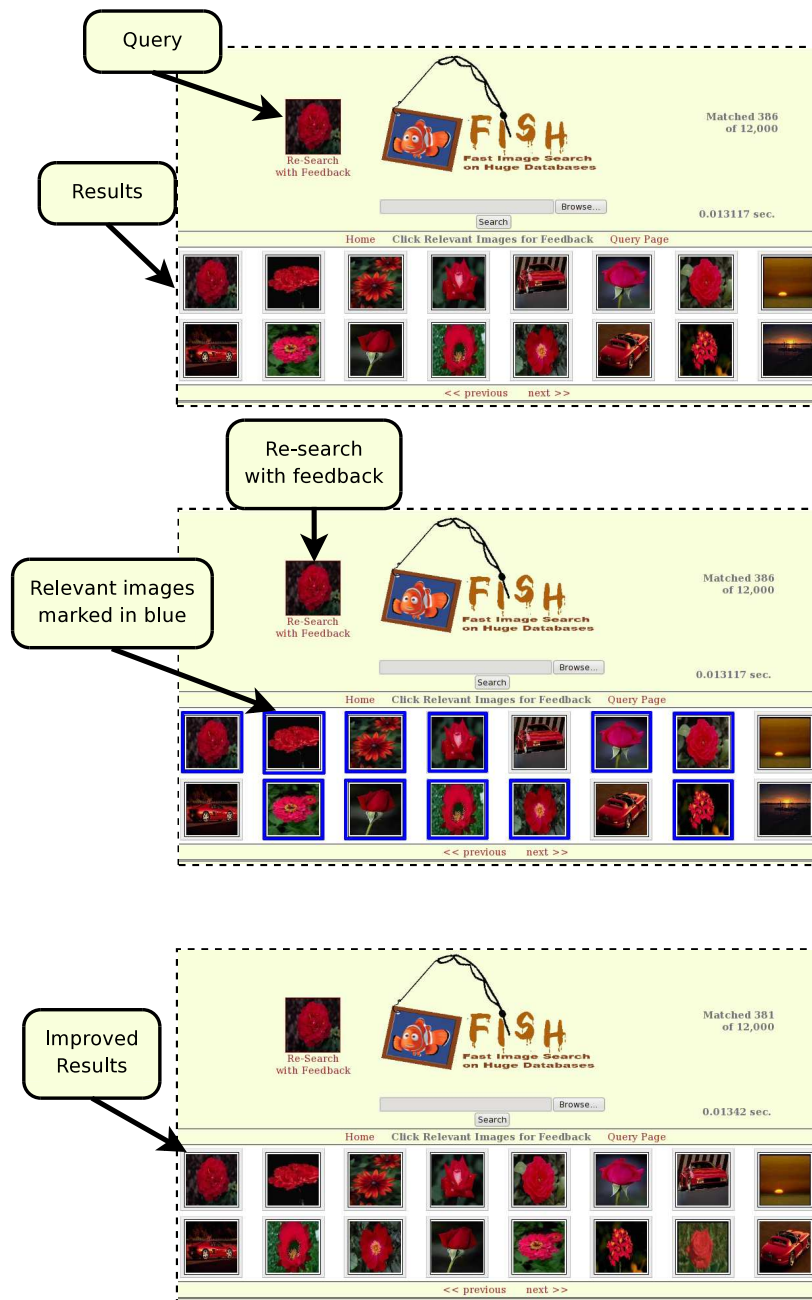 Query
Matched 386
of 12,000
FISH
Fast Image Search
on Huge Databases
Re-Search
with Feedback
Results
Browse...
Search
0.013117 sec.
Home Click Relevant Images for Feedback Query Page
<< previous next >>
Re-search
with feedback
Relevant images
marked in blue
Matched 386
of 12,000
FISH
Fast Image Search
on Huge Databases
Re-Search
with Feedback
Browse...
Search
0.013117 sec.
Home Click Relevant Images for Feedback Query Page
<< previous next >>
Improved
Results
Matched 381
of 12,000
FISH
Fast Image Search
on Huge Databases
Re-Search
with Feedback
Browse...
Search
0.01342 sec.
Home Click Relevant Images for Feedback Query Page
<< previous next >>